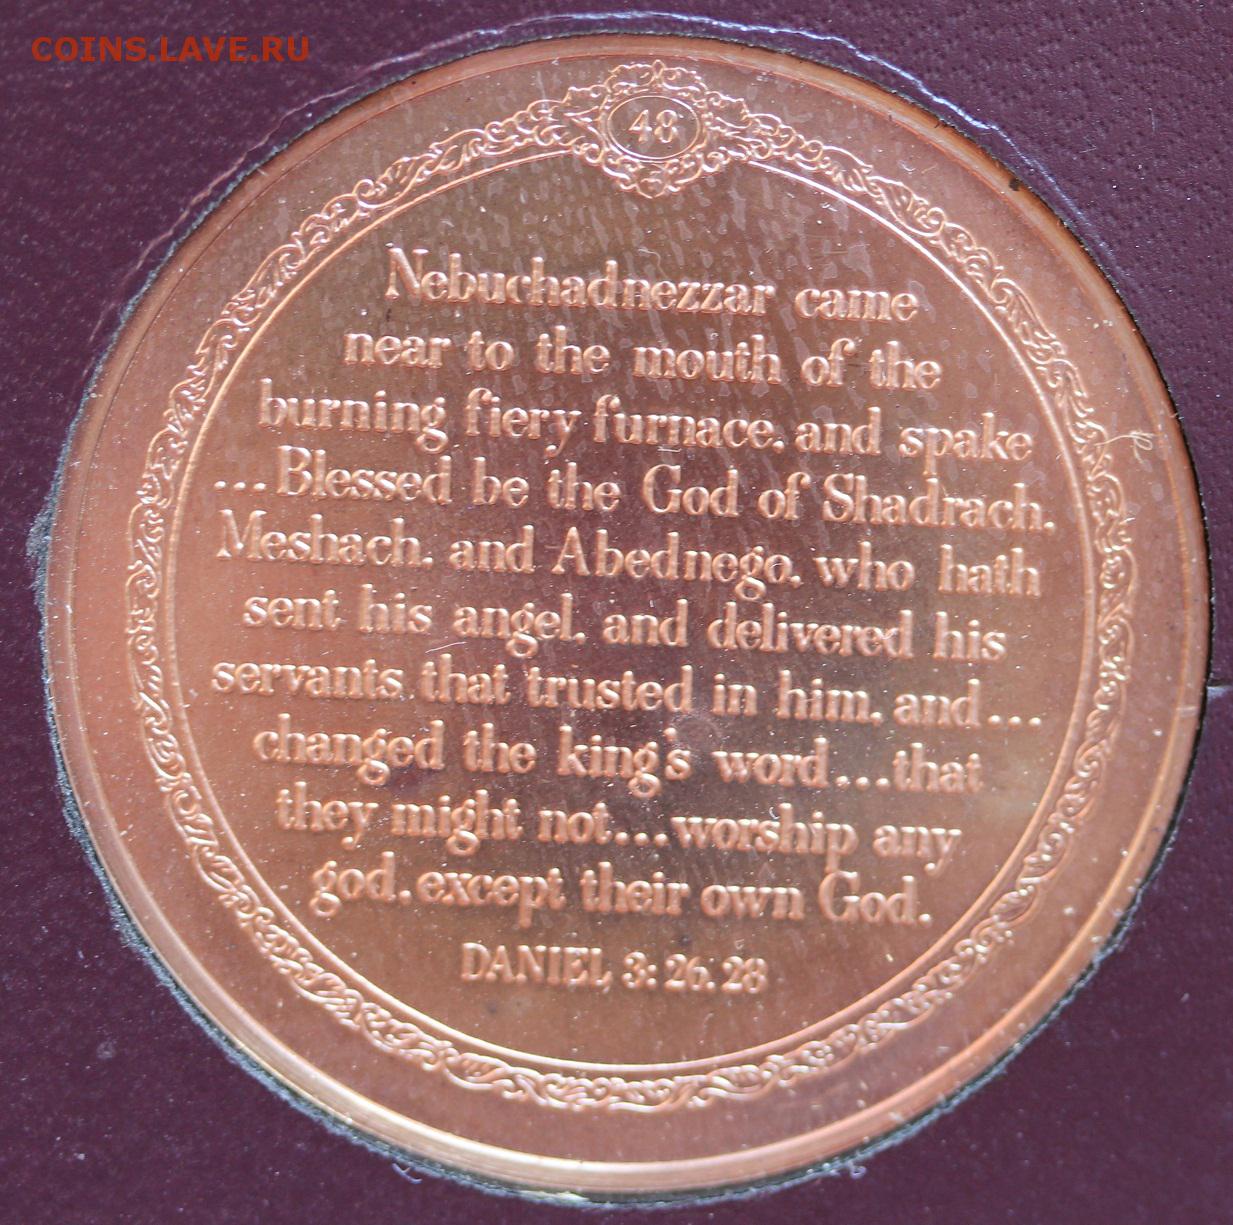 COINS.LAVE.RU
48
Nebuchadnezzar came
near to the mouth of the
burning fiery furnace, and spake
...Blessed be the God of Shadrach,
Meshach, and Abednego, who hath
sent his angel, and delivered his
servants that trusted in him, and...
changed the king's word...that
they might not...worship any
god, except their own God.
DANIEL 3: 26, 28